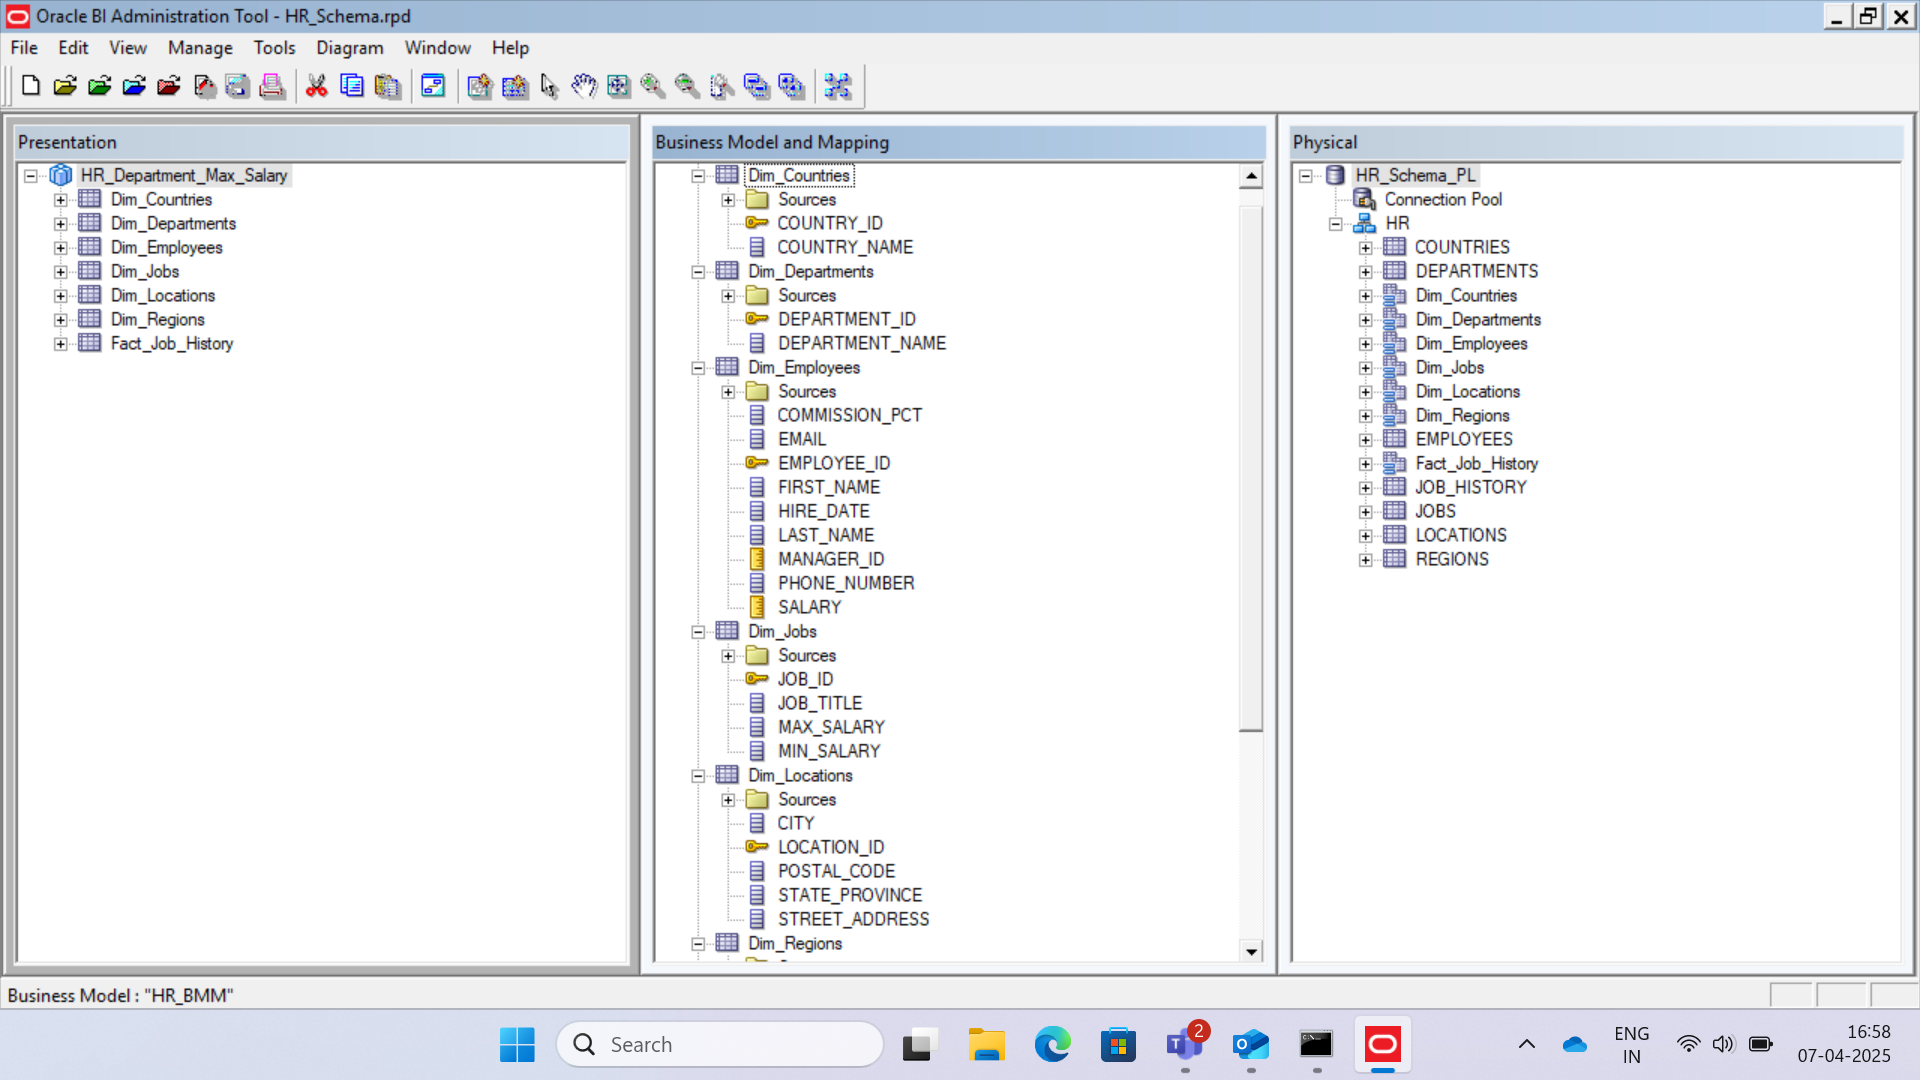 Oracle BI Administration Tool - HR_Schema.rpd
File Edit View Manage Tools Diagram Window Help
Presentation
HR_Department_Max_Salary
Dim_Countries
Dim_Departments
Dim_Employees
Dim_Jobs
Dim_Locations
Dim_Regions
Fact_Job_History
Business Model and Mapping
Dim_Countries
Sources
COUNTRY_ID
COUNTRY_NAME
Dim_Departments
Sources
DEPARTMENT_ID
DEPARTMENT_NAME
Dim_Employees
Sources
COMMISSION_PCT
EMAIL
EMPLOYEE_ID
FIRST_NAME
HIRE_DATE
LAST_NAME
MANAGER_ID
PHONE_NUMBER
SALARY
Dim_Jobs
Sources
JOB_ID
JOB_TITLE
MAX_SALARY
MIN_SALARY
Dim_Locations
Sources
CITY
LOCATION_ID
POSTAL_CODE
STATE_PROVINCE
STREET_ADDRESS
Dim_Regions
Physical
HR_Schema_PL
Connection Pool
HR
COUNTRIES
DEPARTMENTS
Dim_Countries
Dim_Departments
Dim_Employees
Dim_Jobs
Dim_Locations
Dim_Regions
EMPLOYEES
Fact_Job_History
JOB_HISTORY
JOBS
LOCATIONS
REGIONS
Business Model : "HR_BMM"
Search
2
ENG
IN
16:58
07-04-2025